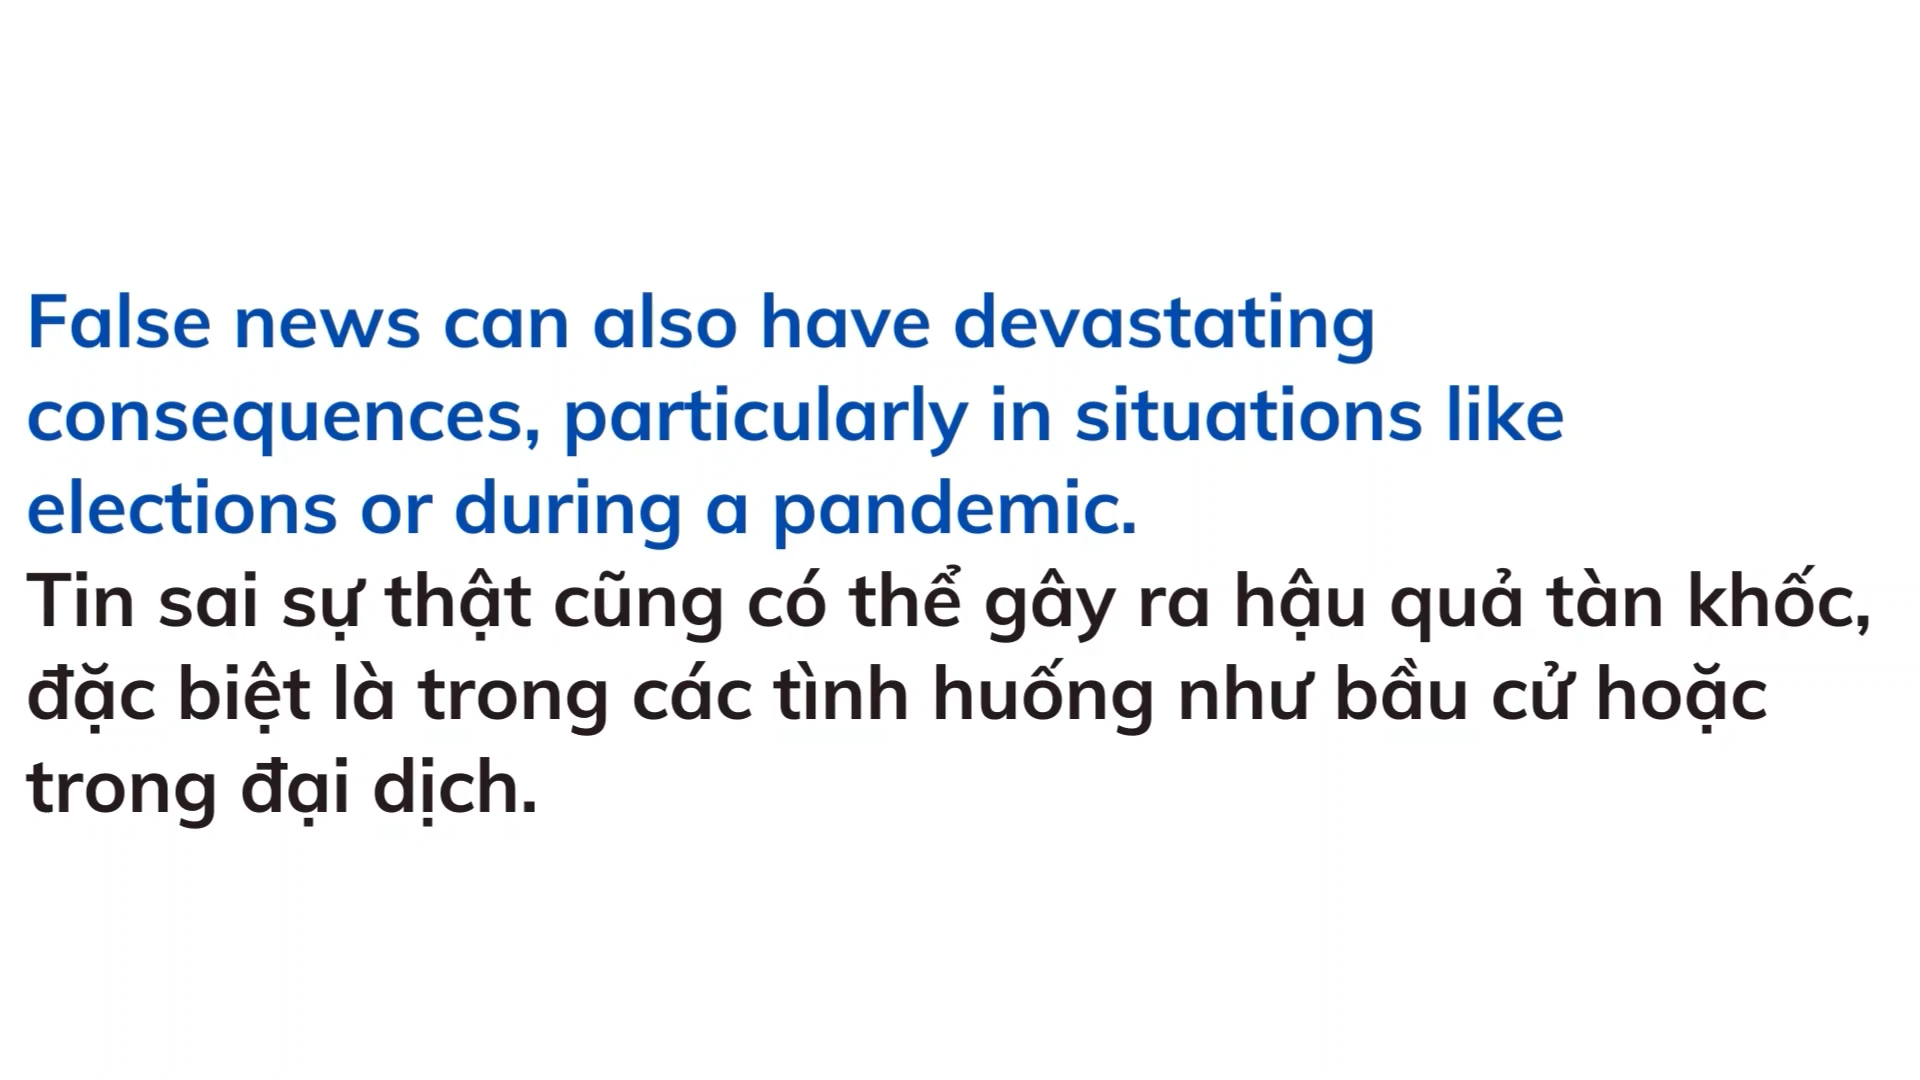 False news can also have devastating
consequences, particularly in situations like
elections or during a pandemic.
Tin sai sự thật cũng có thể gây ra hậu quả tàn khốc,
đặc biệt là trong các tình huống như bầu cử hoặc
trong đại dịch.